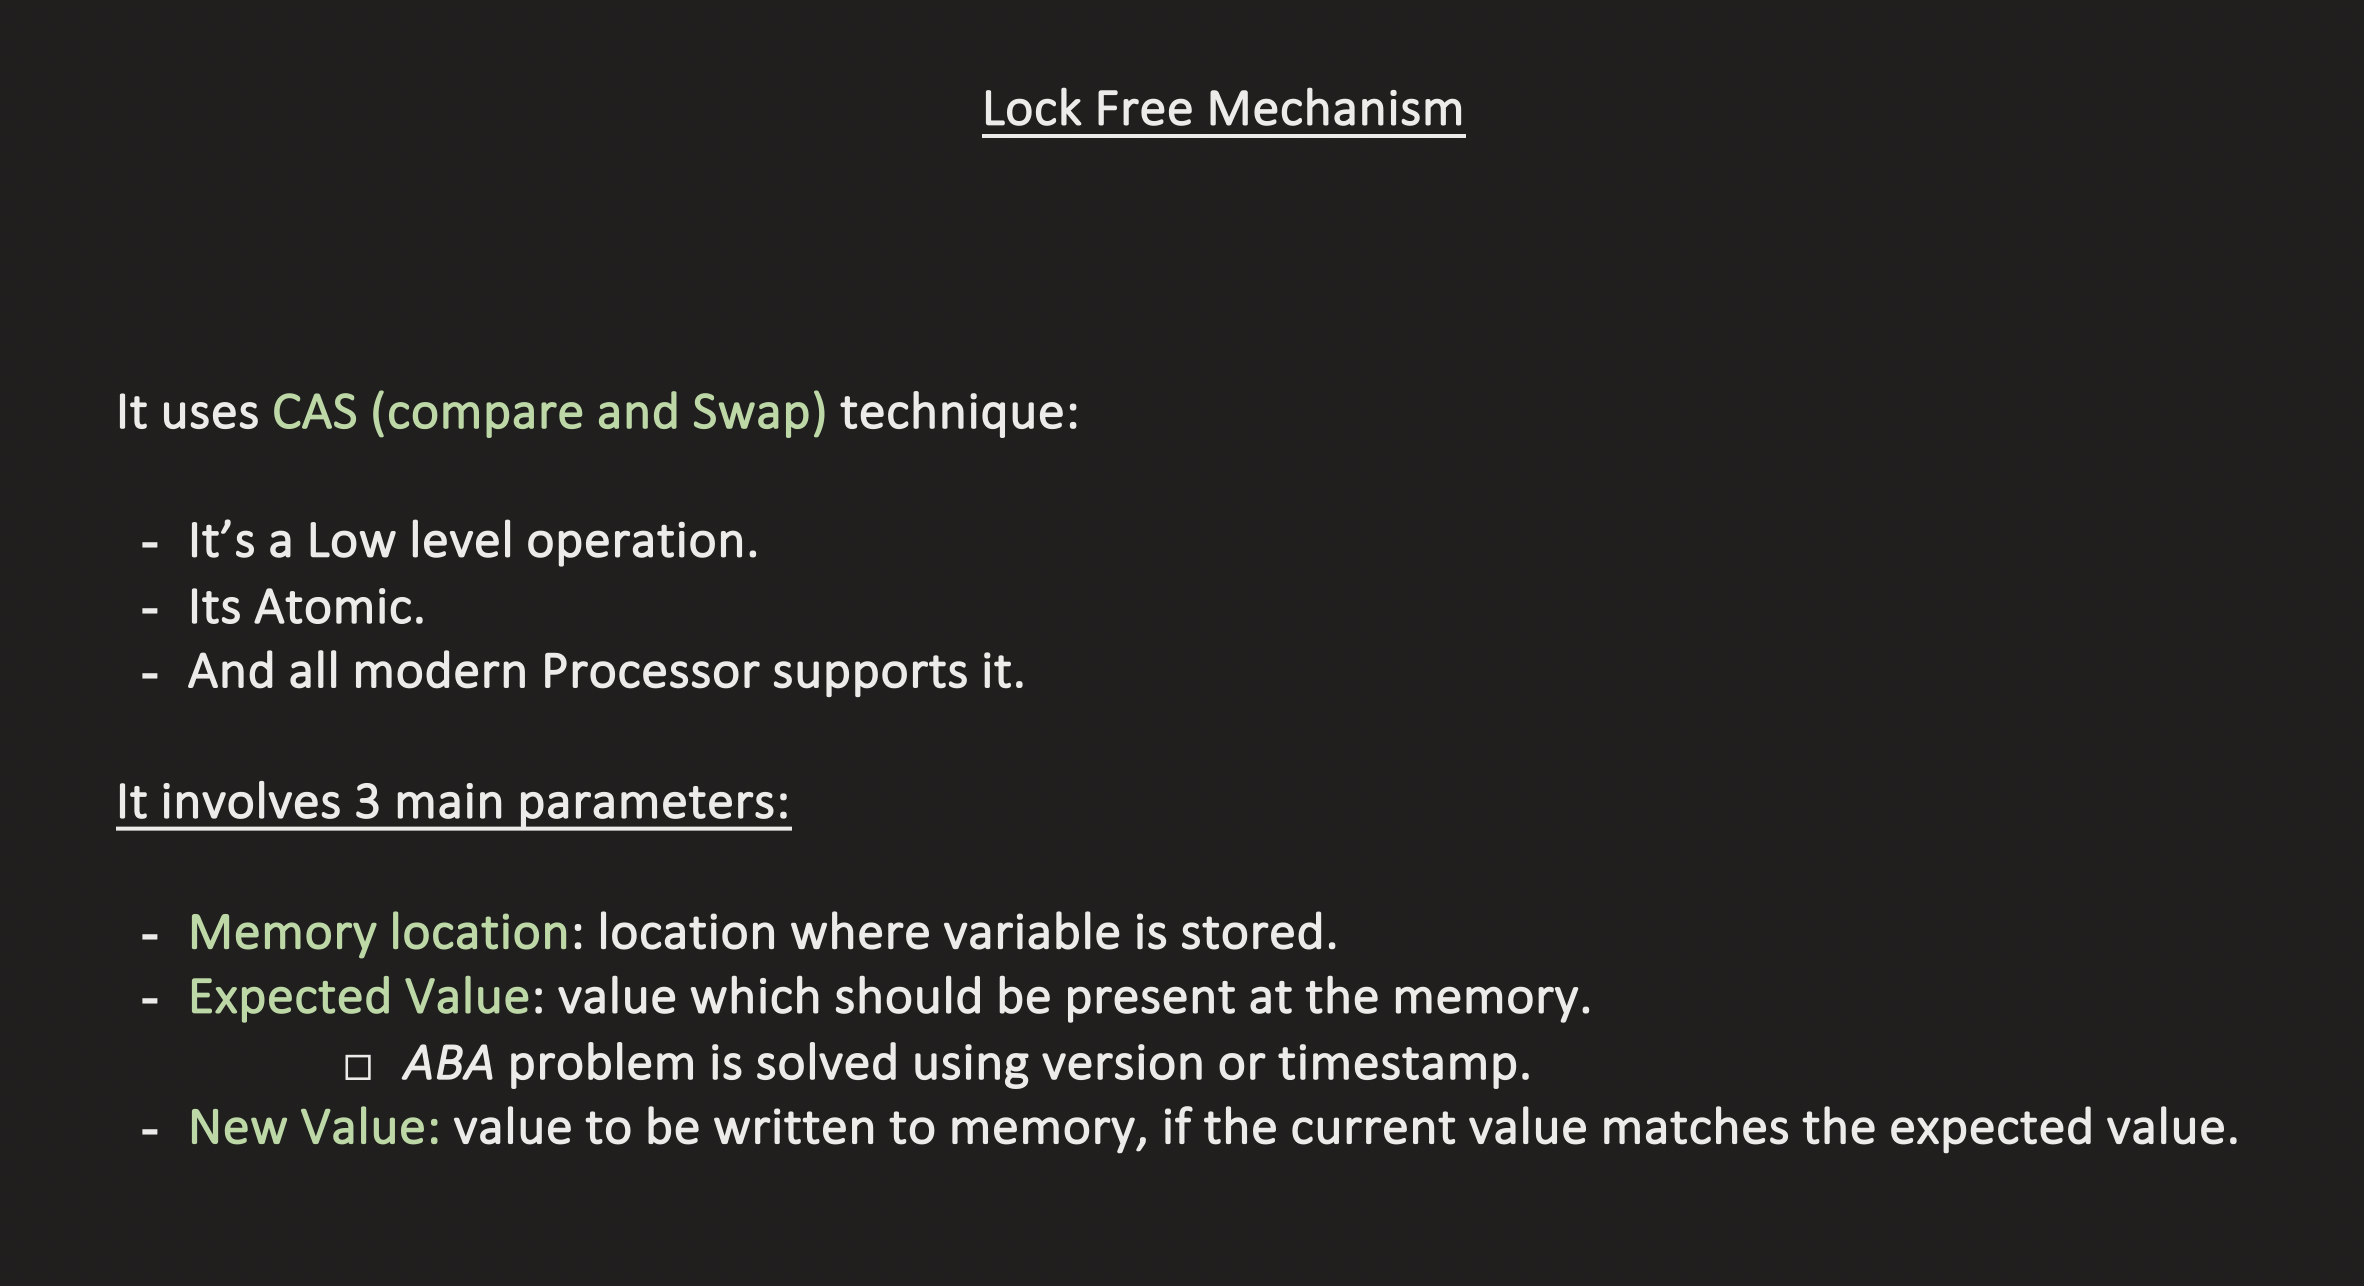 Lock Free Mechanism
It uses CAS (compare and Swap) technique:
- It’s a Low level operation.
- Its Atomic.
- And all modern Processor supports it.
It involves 3 main parameters:
- Memory location: location where variable is stored.
- Expected Value: value which should be present at the memory.
□ ABA problem is solved using version or timestamp.
- New Value: value to be written to memory, if the current value matches the expected value.